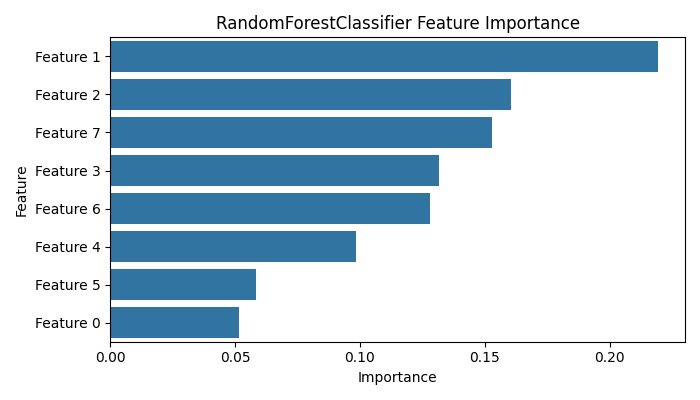 RandomForestClassifier Feature Importance
Feature 1
Feature 2
Feature 7
Feature 3
Feature 6
Feature 4
Feature 5
Feature 0
Feature
0.00 0.05 0.10 0.15 0.20
Importance